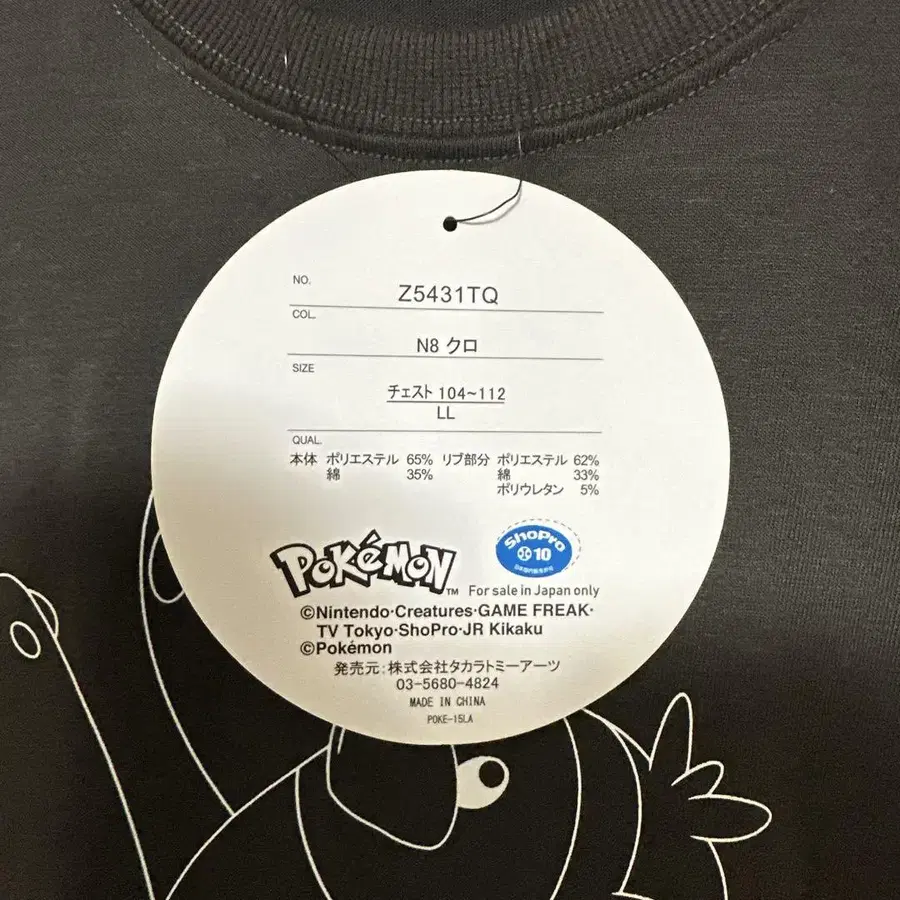 NO.
Z5431TQ
COL.
N8 クロ
SIZE
チェスト 104~112
LL
QUAL.
本体 ポリエステル 65% リブ部分 ポリエステル 62%
綿 35% 綿 33%
ポリウレタン 5%
POKéMON™
ShoPro
10
For sale in Japan only
©Nintendo·Creatures·GAME FREAK·
TV Tokyo·ShoPro·JR Kikaku
©Pokémon
発売元:株式会社タカラトミーアーツ
03-5680-4824
MADE IN CHINA
POKE-15LA